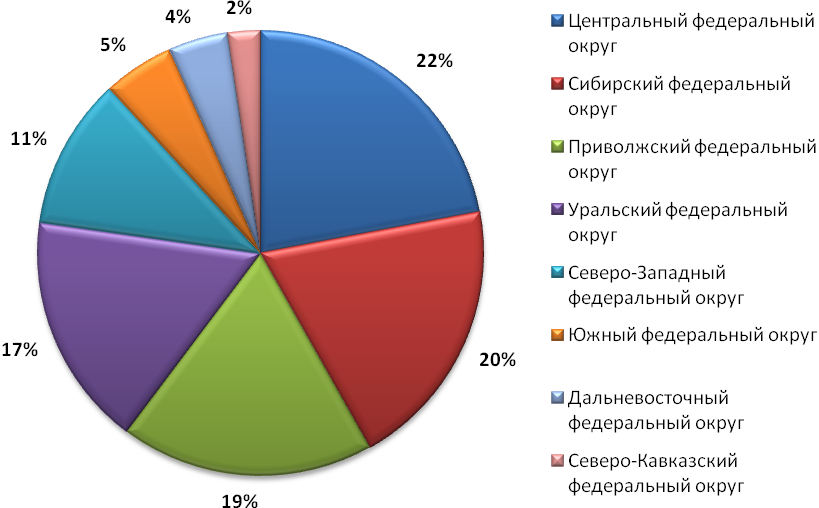 2%
4%
5%
22%
11%
17%
20%
19%
Центральный федеральный
округ
Сибирский федеральный
округ
Приволжский федеральный
округ
Уральский федеральный
округ
Северо-Западный
федеральный округ
Южный федеральный округ
Дальневосточный
федеральный округ
Северо-Кавказский
федеральный округ